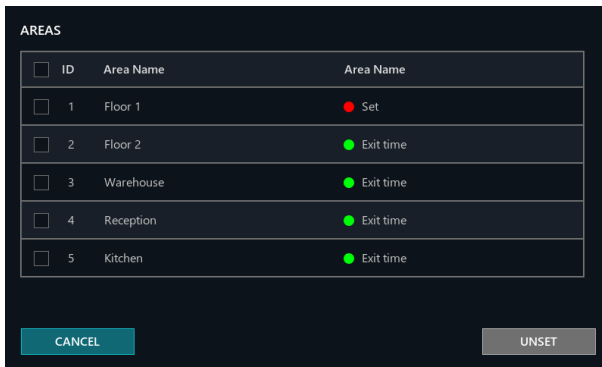 AREAS
ID Area Name Area Name
1 Floor 1 Set
2 Floor 2 Exit time
3 Warehouse Exit time
4 Reception Exit time
5 Kitchen Exit time
CANCEL UNSET